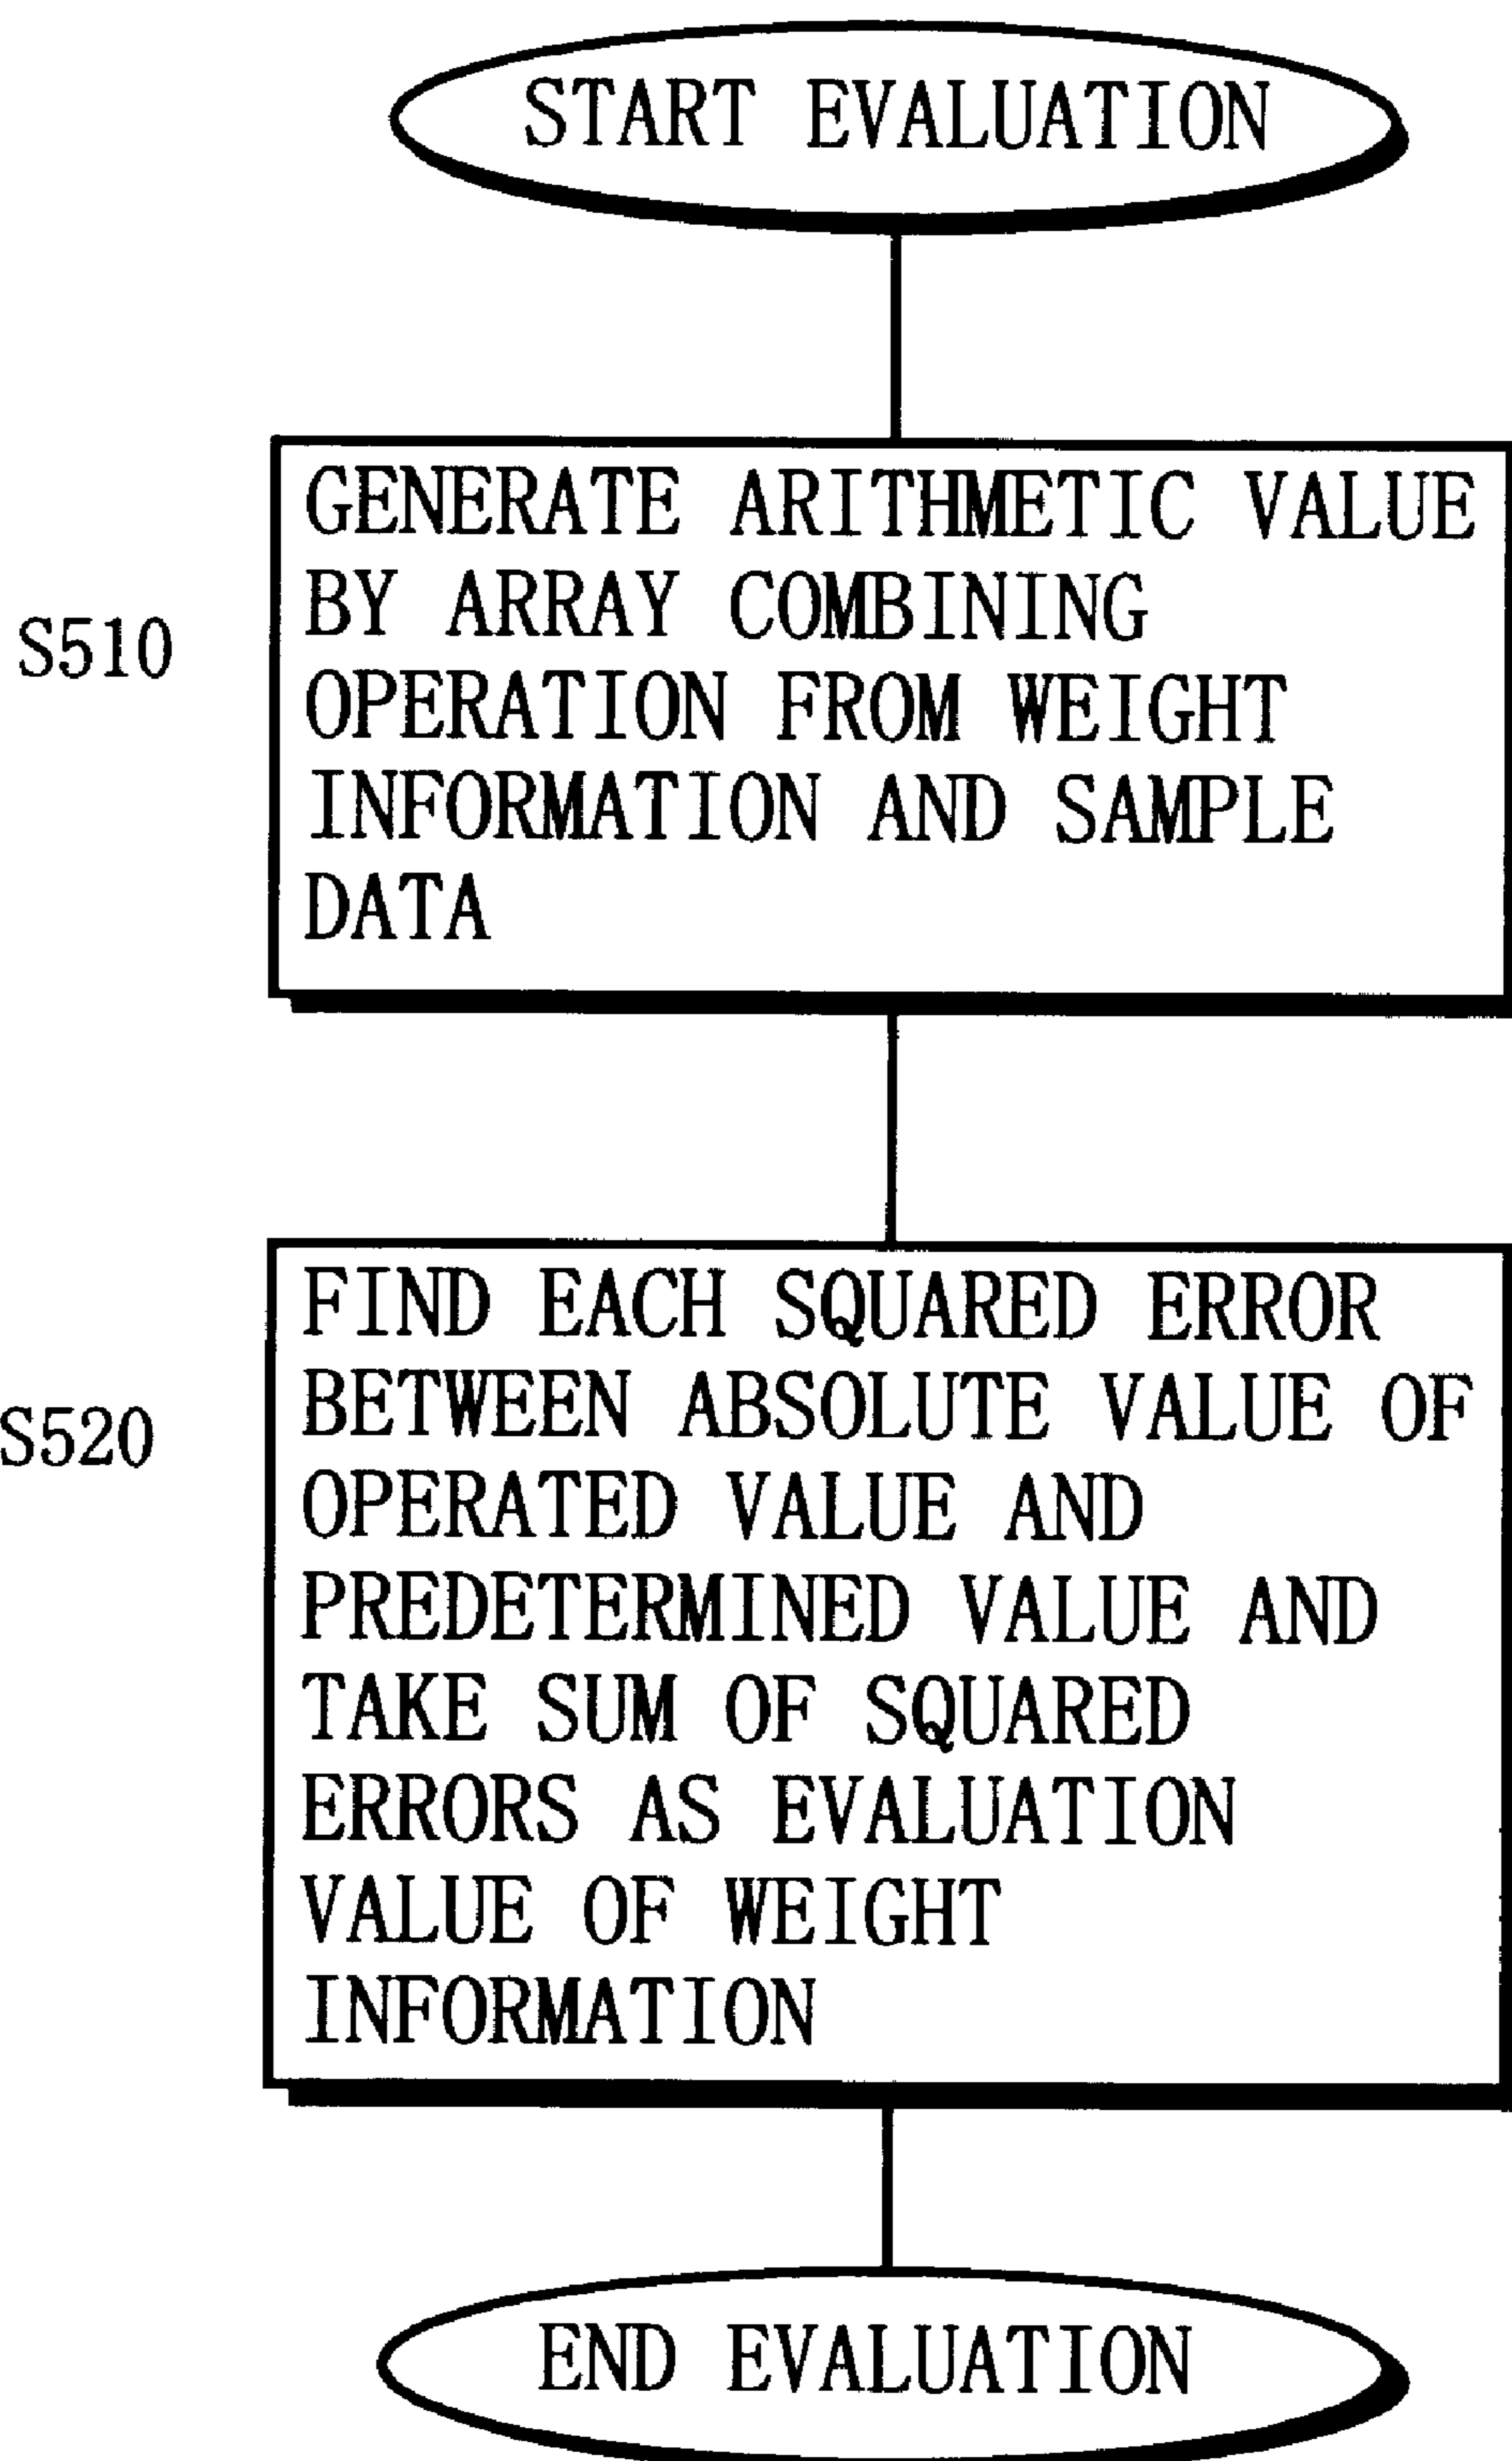 START EVALUATION
S510
GENERATE ARITHMETIC VALUE
BY ARRAY COMBINING
OPERATION FROM WEIGHT
INFORMATION AND SAMPLE
DATA
S520
FIND EACH SQUARED ERROR
BETWEEN ABSOLUTE VALUE OF
OPERATED VALUE AND
PREDETERMINED VALUE AND
TAKE SUM OF SQUARED
ERRORS AS EVALUATION
VALUE OF WEIGHT
INFORMATION
END EVALUATION